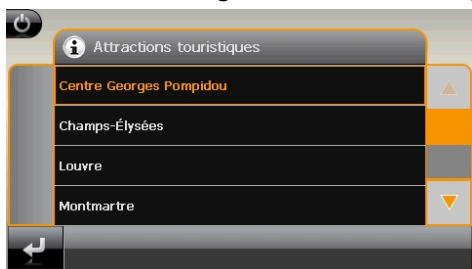 Attractions touristiques
Centre Georges Pompidou
Champs-Élysées
Louvre
Montmartre